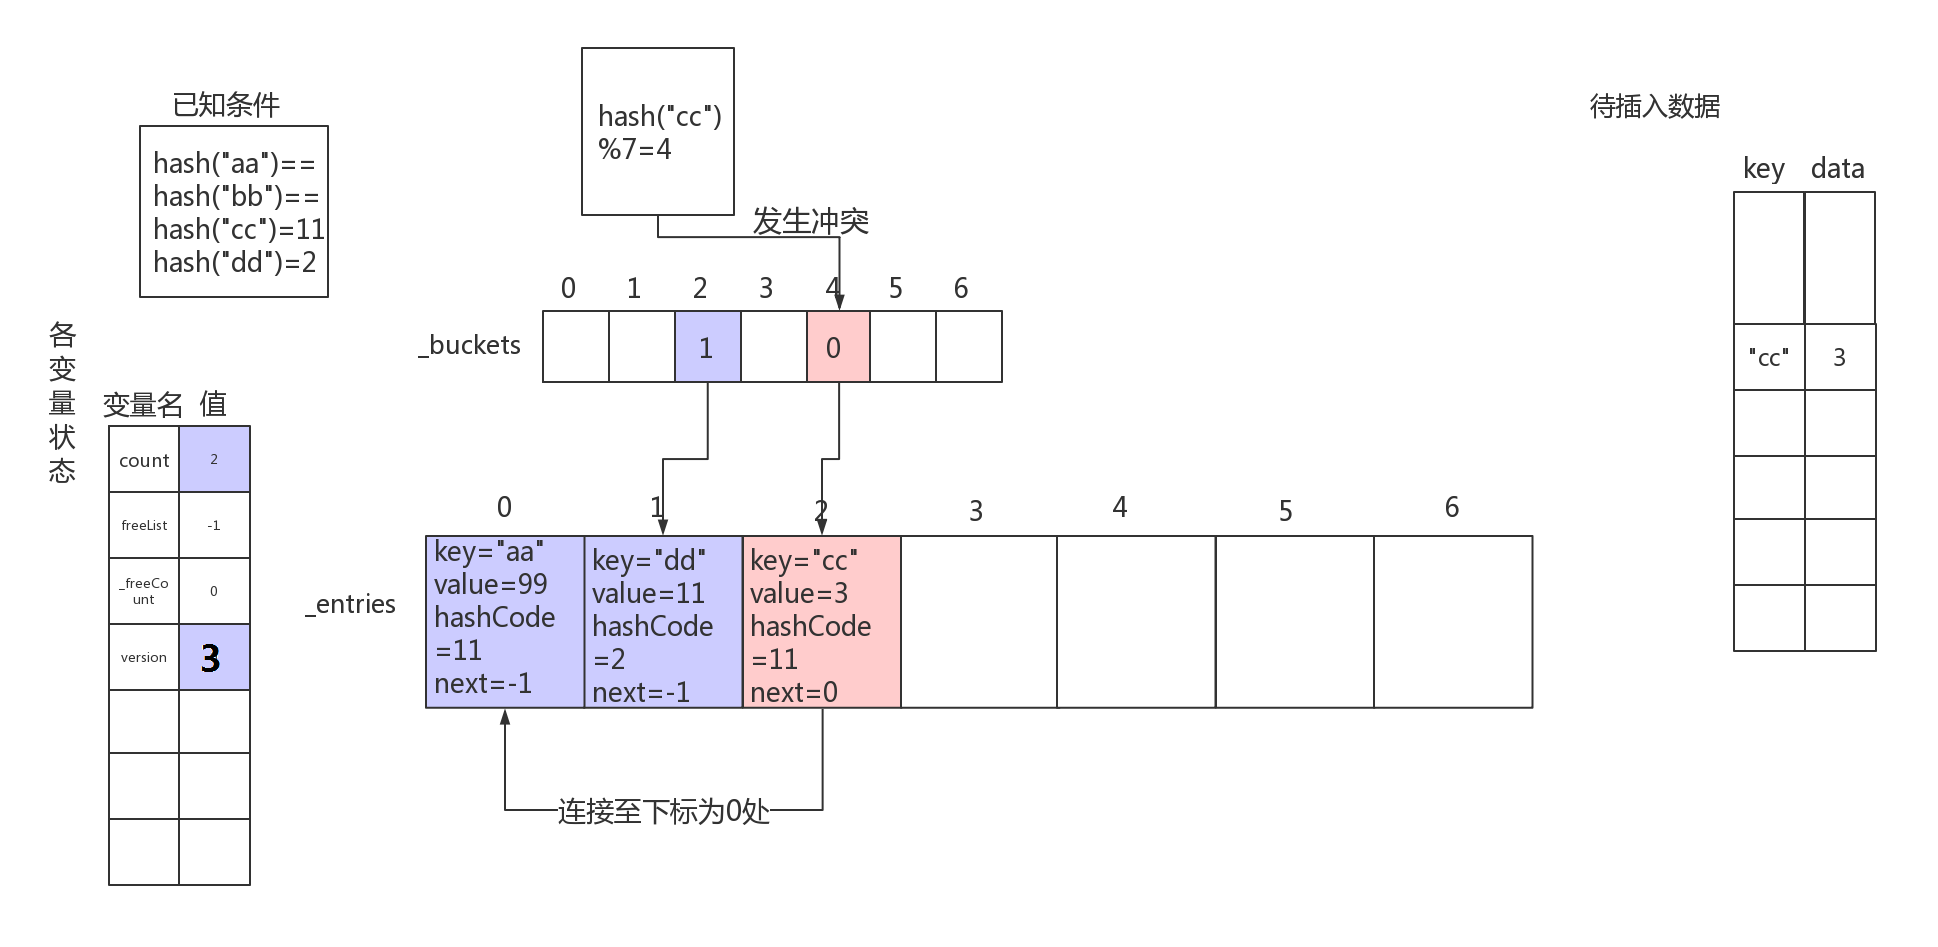 已知条件
hash("aa")==
hash("bb")==
hash("cc")=11
hash("dd")=2
hash("cc")
%7=4
发生冲突
待插入数据
key data
"cc" 3
0 1 2 3 4 5 6
_buckets
1 0
各变量状态
变量名 值
count 2
freeList -1
_freeCo
unt
0
version 3
0 1 2 3 4 5 6
_entries
key="aa"
value=99
hashCode
=11
next=-1
key="dd"
value=11
hashCode
=2
next=-1
key="cc"
value=3
hashCode
=11
next=0
连接至下标为0处